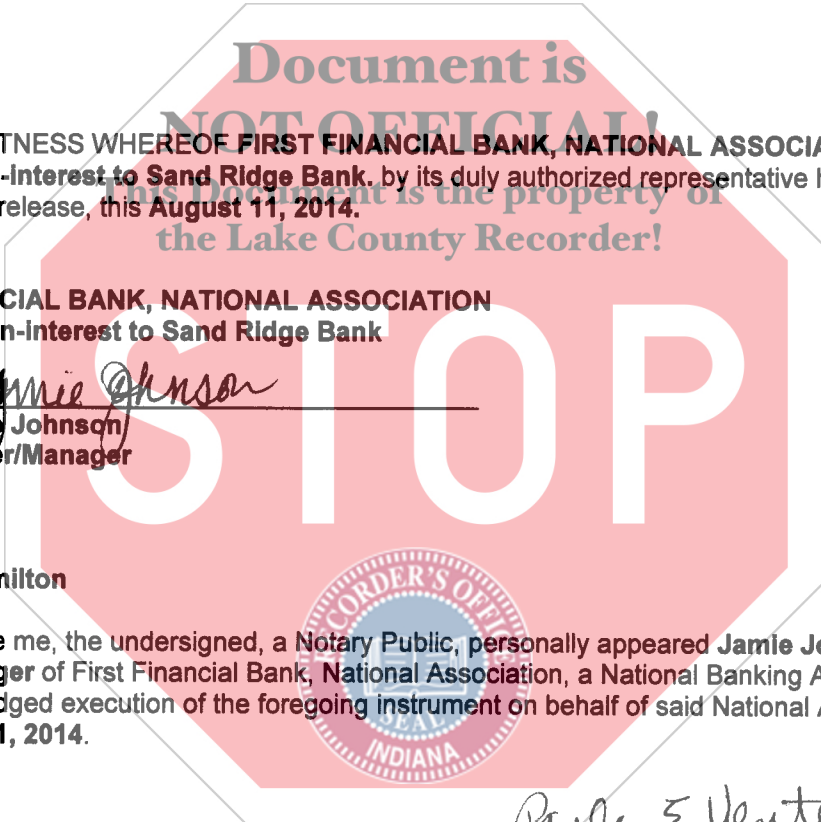 Document is
NOT OFFICIAL!
TNESS WHEREOF FIRST FINANCIAL BANK, NATIONAL ASSOCIA
-interest to Sand Ridge Bank. by its duly authorized representative h
This Document is the property of
release, this August 11, 2014.
the Lake County Recorder!
CIAL BANK, NATIONAL ASSOCIATION
n-interest to Sand Ridge Bank
STOP
mie Johnson
Johnson
er/Manager
nilton
RECORDER'S OFFICE
e me, the undersigned, a Notary Public, personally appeared Jamie Jo
ger of First Financial Bank, National Association, a National Banking A
dged execution of the foregoing instrument on behalf of said National A
SEAL
1, 2014.
INDIANA